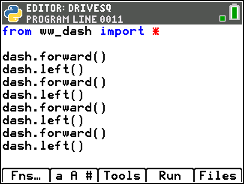 EDITOR: DRIVESQ
PROGRAM LINE 0011
from ww_dash import *
dash.forward()
dash.left()
dash.forward()
dash.left()
dash.forward()
dash.left()
dash.forward()
dash.left()
Fns… a A # Tools Run Files